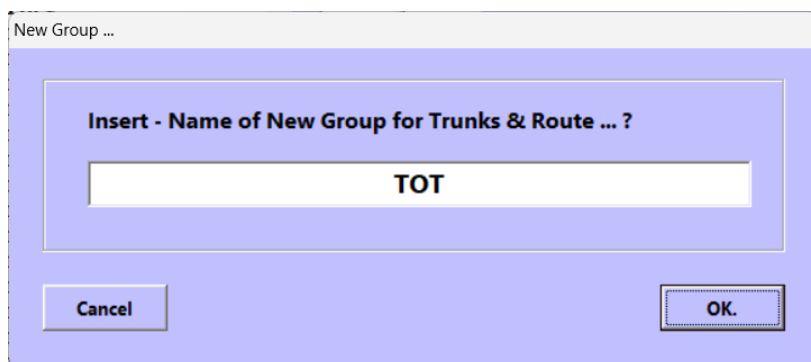 New Group ...
Insert - Name of New Group for Trunks & Route ... ?
TOT
Cancel
OK.